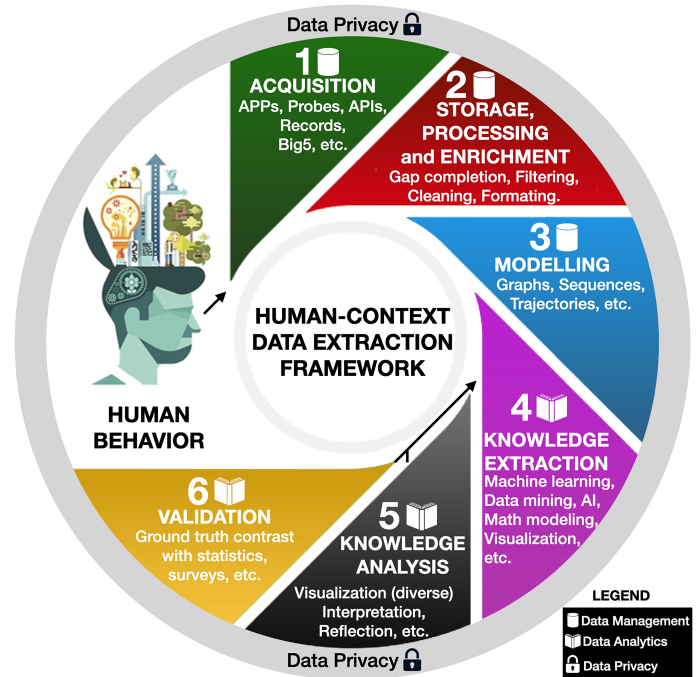 Data Privacy
1
ACQUISITION
APPs, Probes, APIs,
Records,
Big5, etc.
2
STORAGE,
PROCESSING
and ENRICHMENT
Gap completion, Filtering,
Cleaning, Formating.
3
MODELLING
Graphs, Sequences,
Trajectories, etc.
HUMAN-CONTEXT
DATA EXTRACTION
FRAMEWORK
HUMAN
BEHAVIOR
4
KNOWLEDGE
EXTRACTION
Machine learning,
Data mining, AI,
Math modeling,
Visualization,
etc.
5
KNOWLEDGE
ANALYSIS
Visualization (diverse)
Interpretation,
Reflection, etc.
6
VALIDATION
Ground truth contrast
with statistics,
surveys, etc.
Data Privacy
LEGEND
Data Management
Data Analytics
Data Privacy